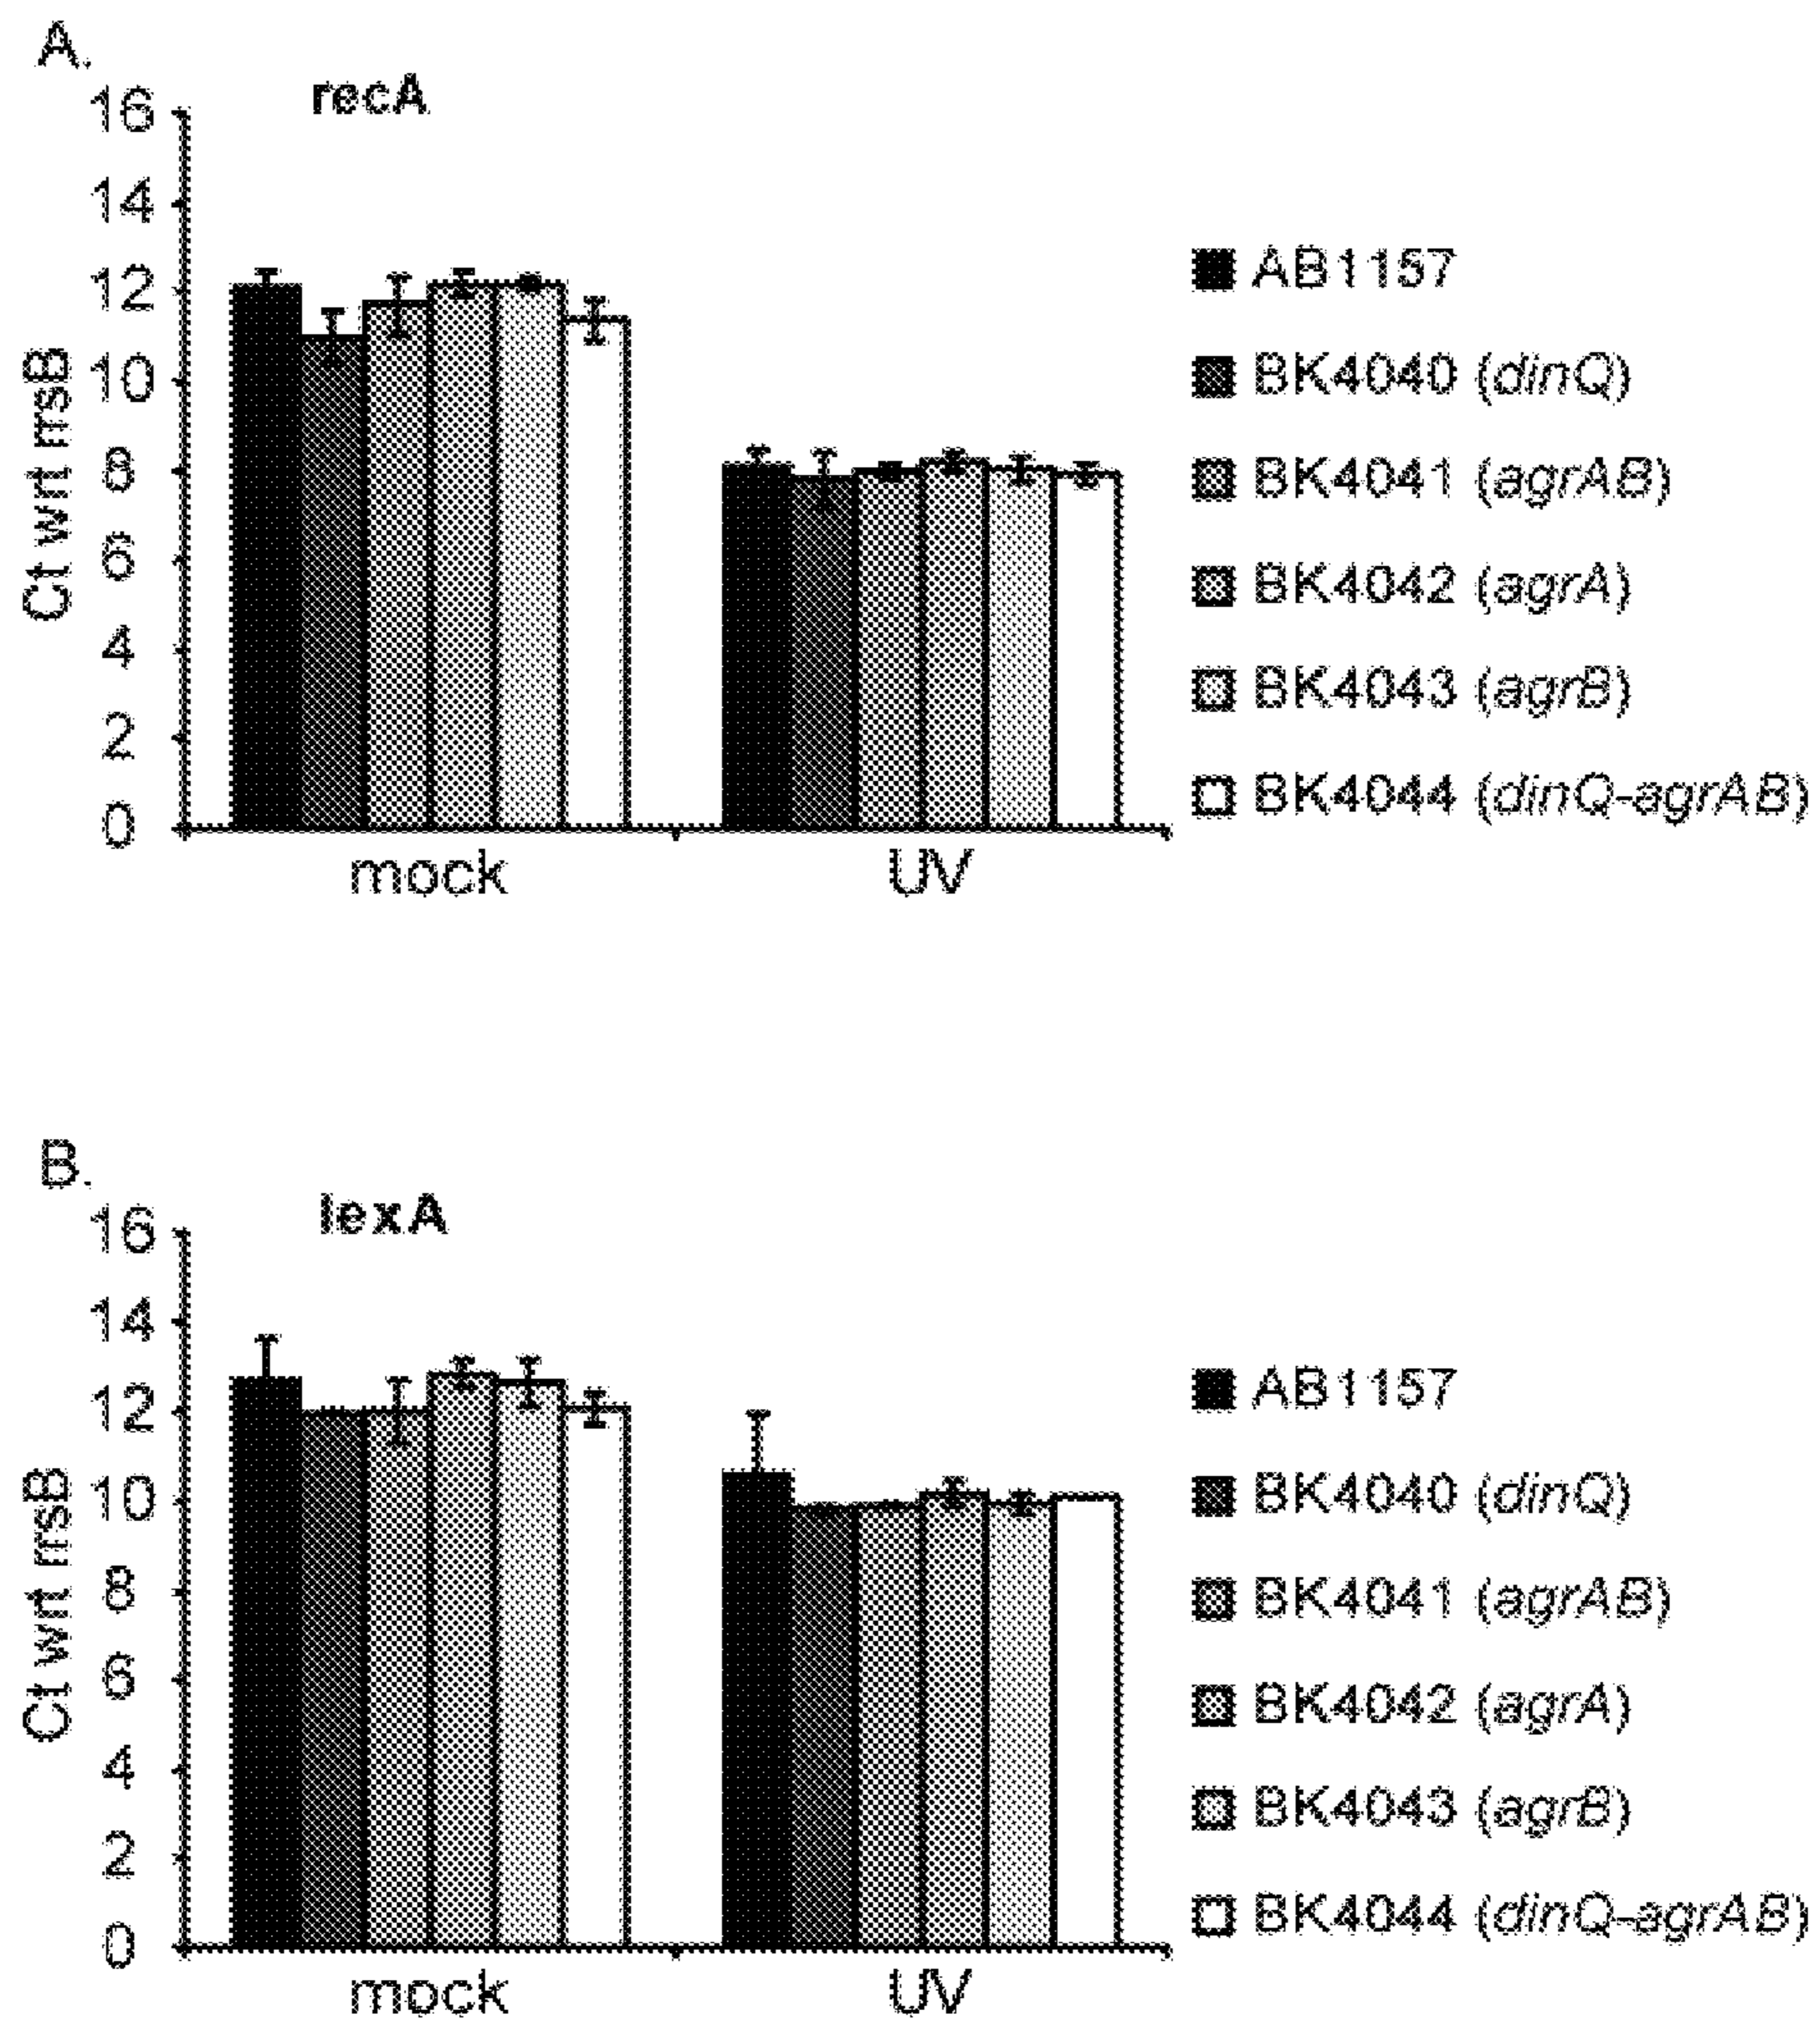 A.
recA
16
14
12
10
8
6
4
2
0
Ct wrt rrsB
mock
UV
AB1157
BK4040 (dinQ)
BK4041 (agrAB)
BK4042 (agrA)
BK4043 (agrB)
BK4044 (dinQ-agrAB)
B.
lexA
16
14
12
10
8
6
4
2
0
Ct wrt rrsB
mock
UV
AB1157
BK4040 (dinQ)
BK4041 (agrAB)
BK4042 (agrA)
BK4043 (agrB)
BK4044 (dinQ-agrAB)